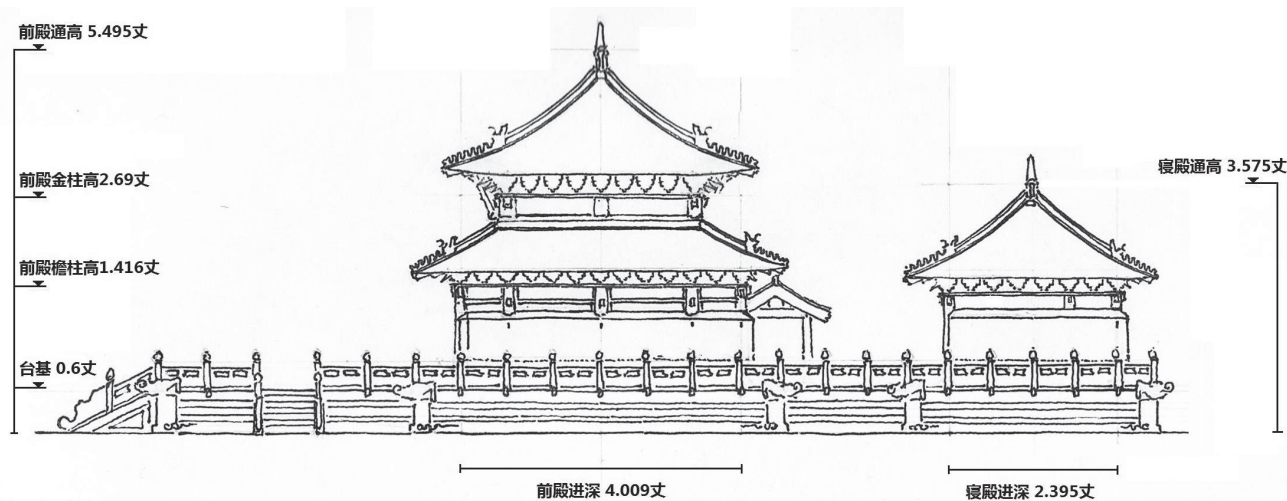 前殿通高 5.495丈
前殿金柱高2.69丈
前殿檐柱高1.416丈
台基 0.6丈
寝殿通高 3.575丈
前殿进深 4.009丈
寝殿进深 2.395丈